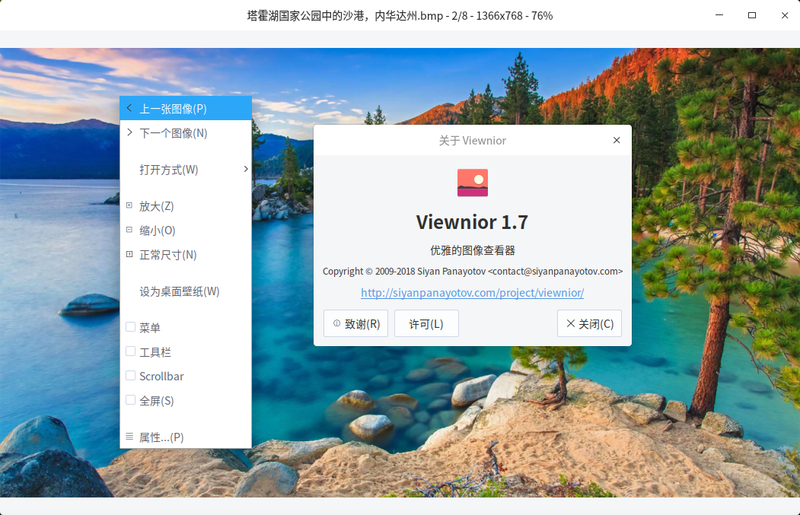 塔霍湖国家公园中的沙港，内华达州.bmp - 2/8 - 1366x768 - 76%
上一张图像(P)
下一个图像(N)
打开方式(W)
放大(Z)
缩小(O)
正常尺寸(N)
设为桌面壁纸(W)
菜单
工具栏
Scrollbar
全屏(S)
属性...(P)
关于 Viewnior
Viewnior 1.7
优雅的图像查看器
Copyright © 2009-2018 Siyan Panayotov <contact@siyanpanayotov.com>
http://siyanpanayotov.com/project/viewnior/
致谢(R)
许可(L)
关闭(C)